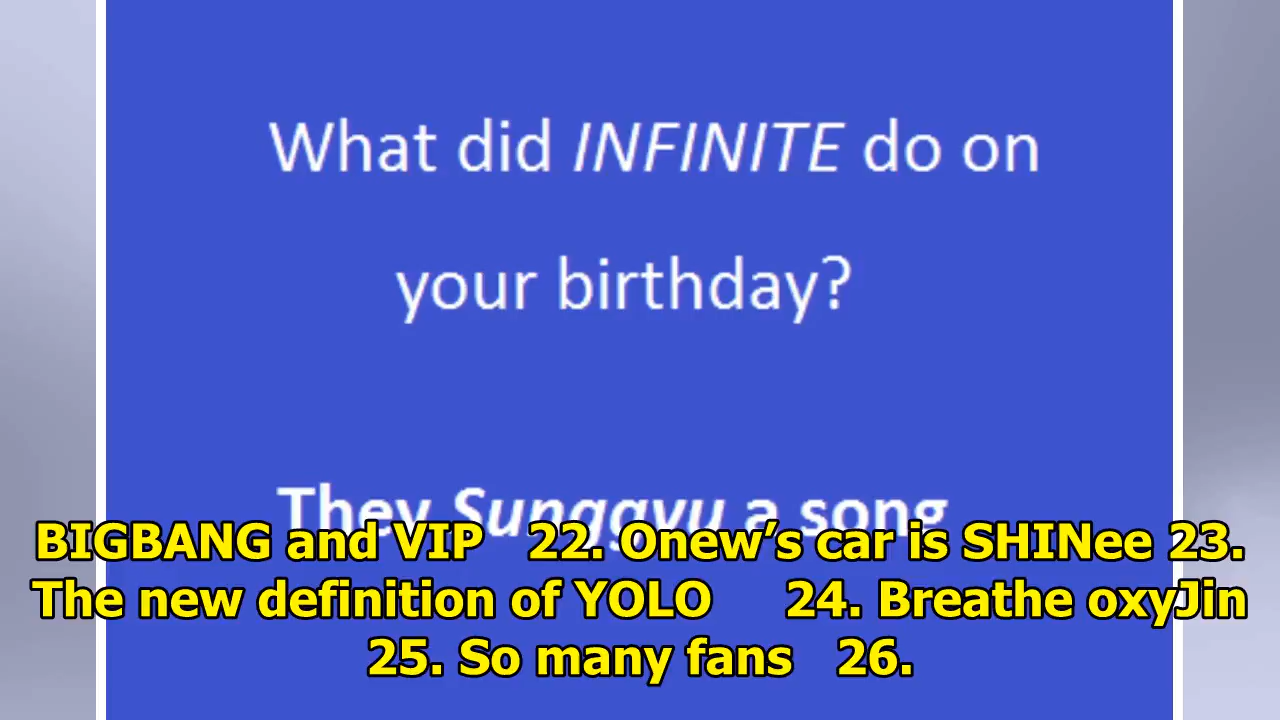 What did INFINITE do on
your birthday?
They Sunggyu a song
BIGBANG and VIP 22. Onew’s car is SHINee 23.
The new definition of YOLO 24. Breathe oxyJin
25. So many fans 26.